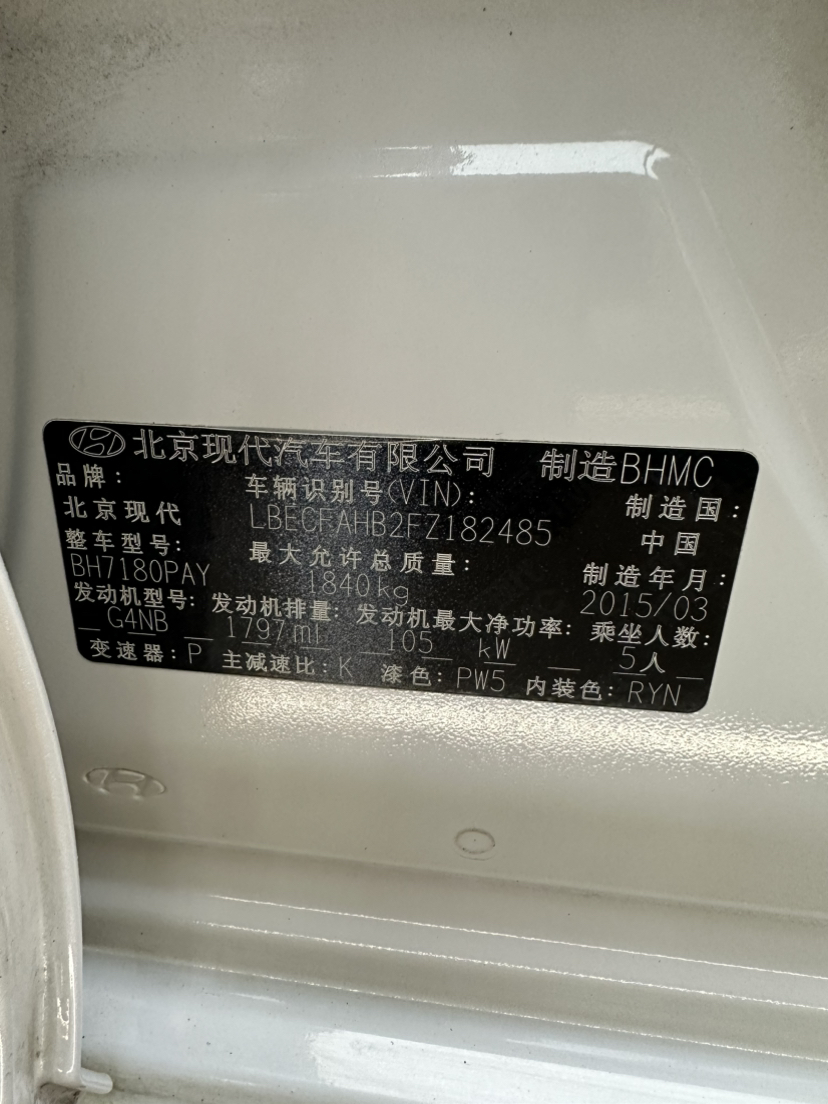 北京现代汽车有限公司 制造BHMC
品牌： 车辆识别号(VIN)： 制造国：
北京现代 LBECFAHB2FZ182485 中国
整车型号： 最大允许总质量： 制造年月：
BH7180PAY 1840kg 2015/03
发动机型号： 发动机排量： 发动机最大净功率： 乘坐人数：
G4NB 1797ml 105 kW 5人
变速器：P 主减速比：K 漆色：PW5 内装色：RYN